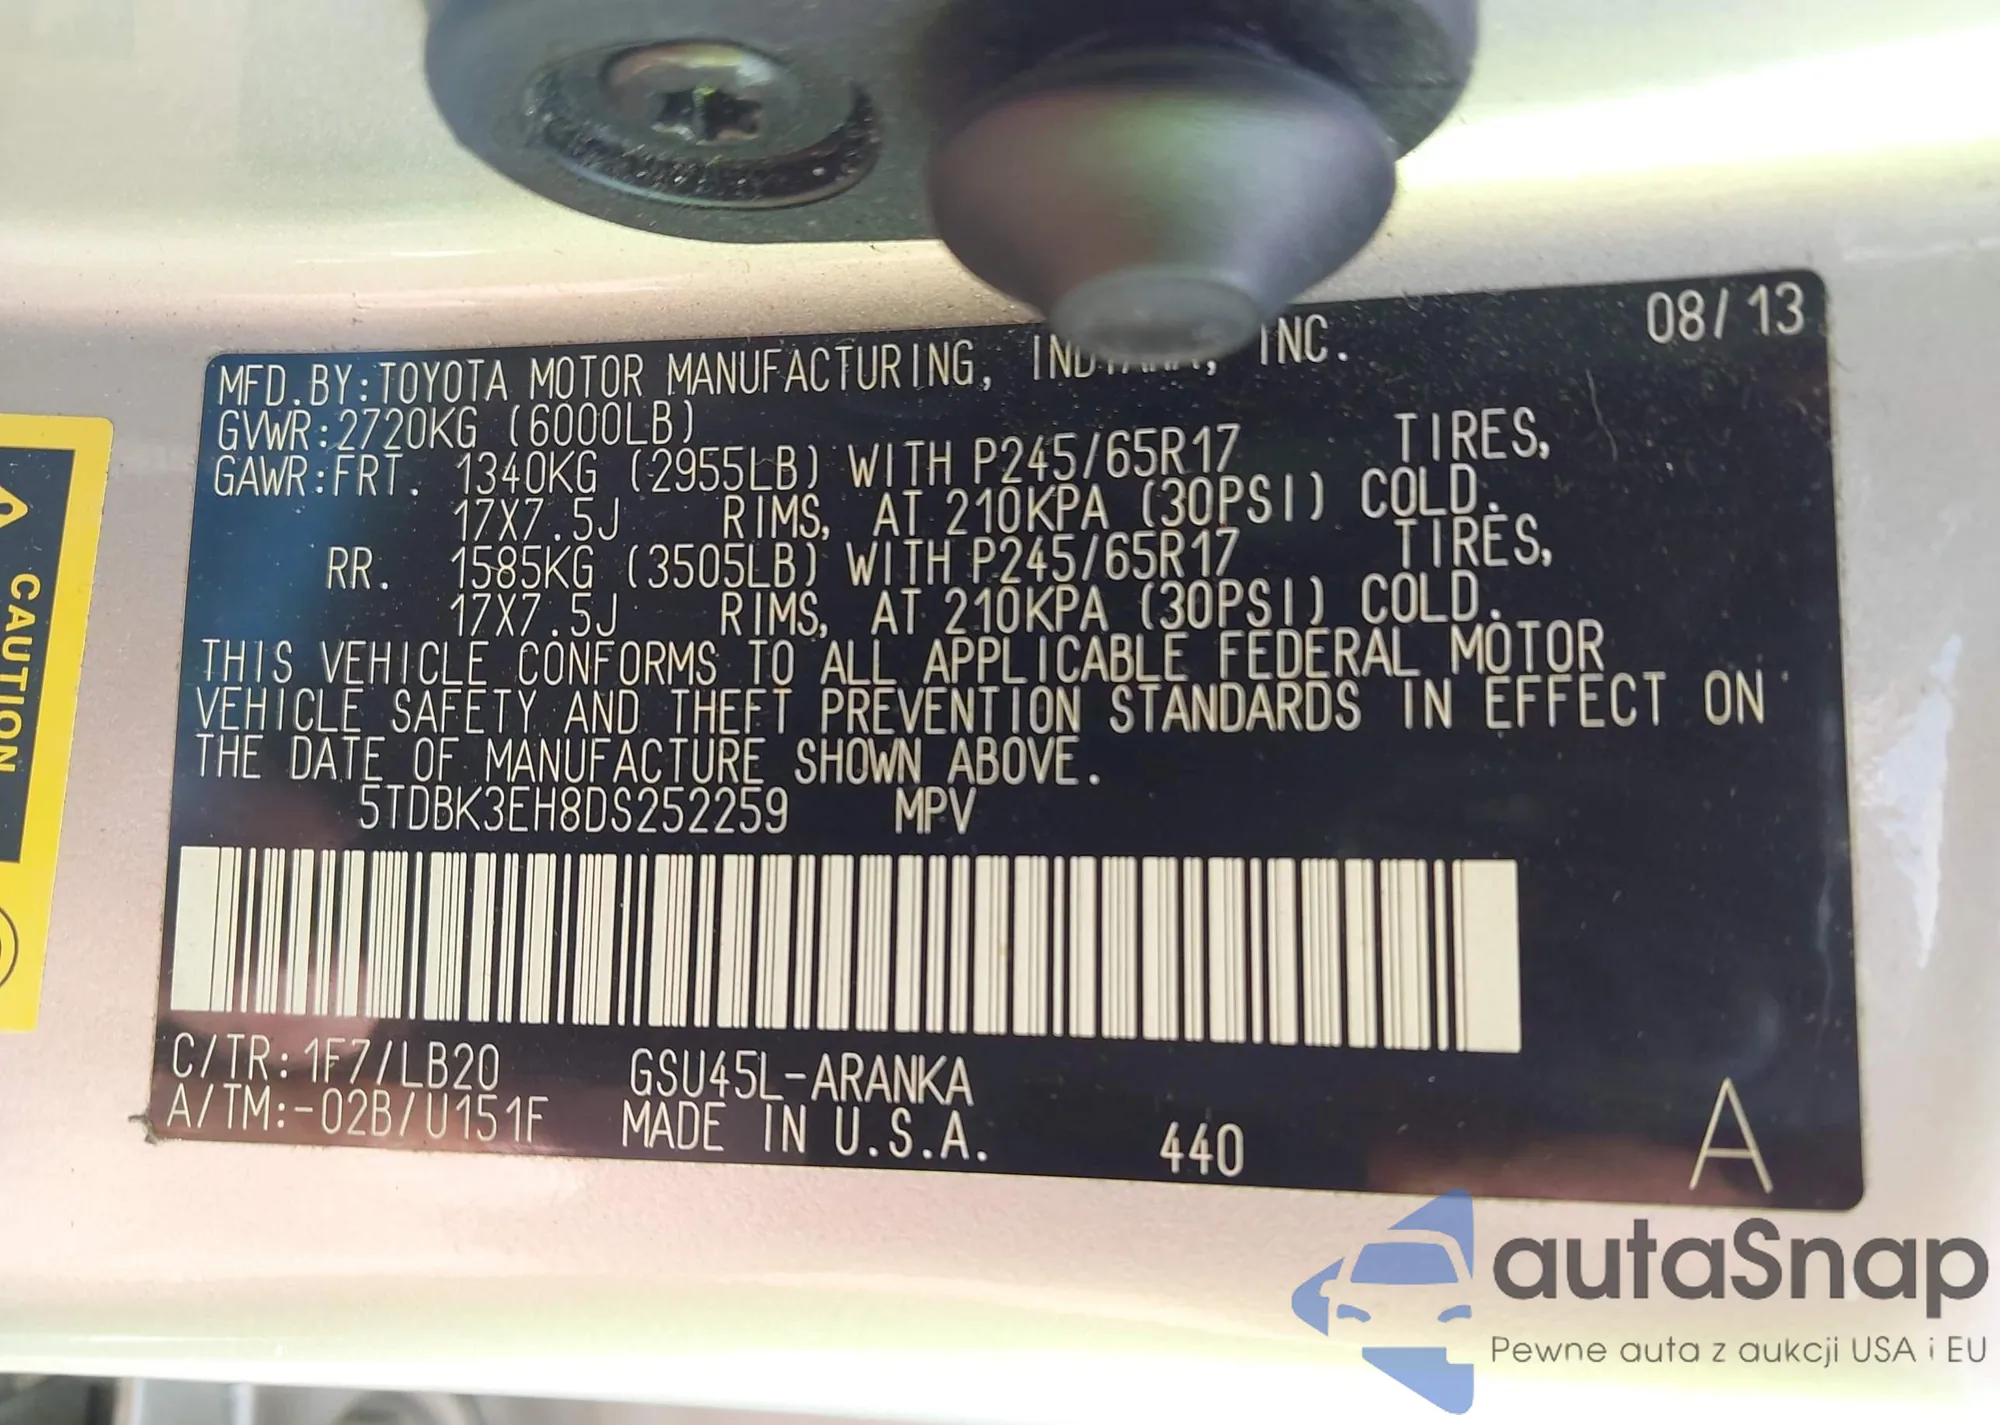 08/13
MFD.BY:TOYOTA MOTOR MANUFACTURING, INDIANA, INC.
GVWR:2720KG (6000LB)
GAWR:FRT. 1340KG (2955LB) WITH P245/65R17 TIRES,
17X7.5J RIMS, AT 210KPA (30PSI) COLD.
RR. 1585KG (3505LB) WITH P245/65R17 TIRES,
17X7.5J RIMS, AT 210KPA (30PSI) COLD.
THIS VEHICLE CONFORMS TO ALL APPLICABLE FEDERAL MOTOR
VEHICLE SAFETY AND THEFT PREVENTION STANDARDS IN EFFECT ON
THE DATE OF MANUFACTURE SHOWN ABOVE.
5TDBK3EH8DS252259 MPV
C/TR:1F7/LB20 GSU45L-ARANKA
A/TM:-02B/U151F MADE IN U.S.A. 440 A
CAUTION
autaSnap
Pewne auta z aukcji USA i EU